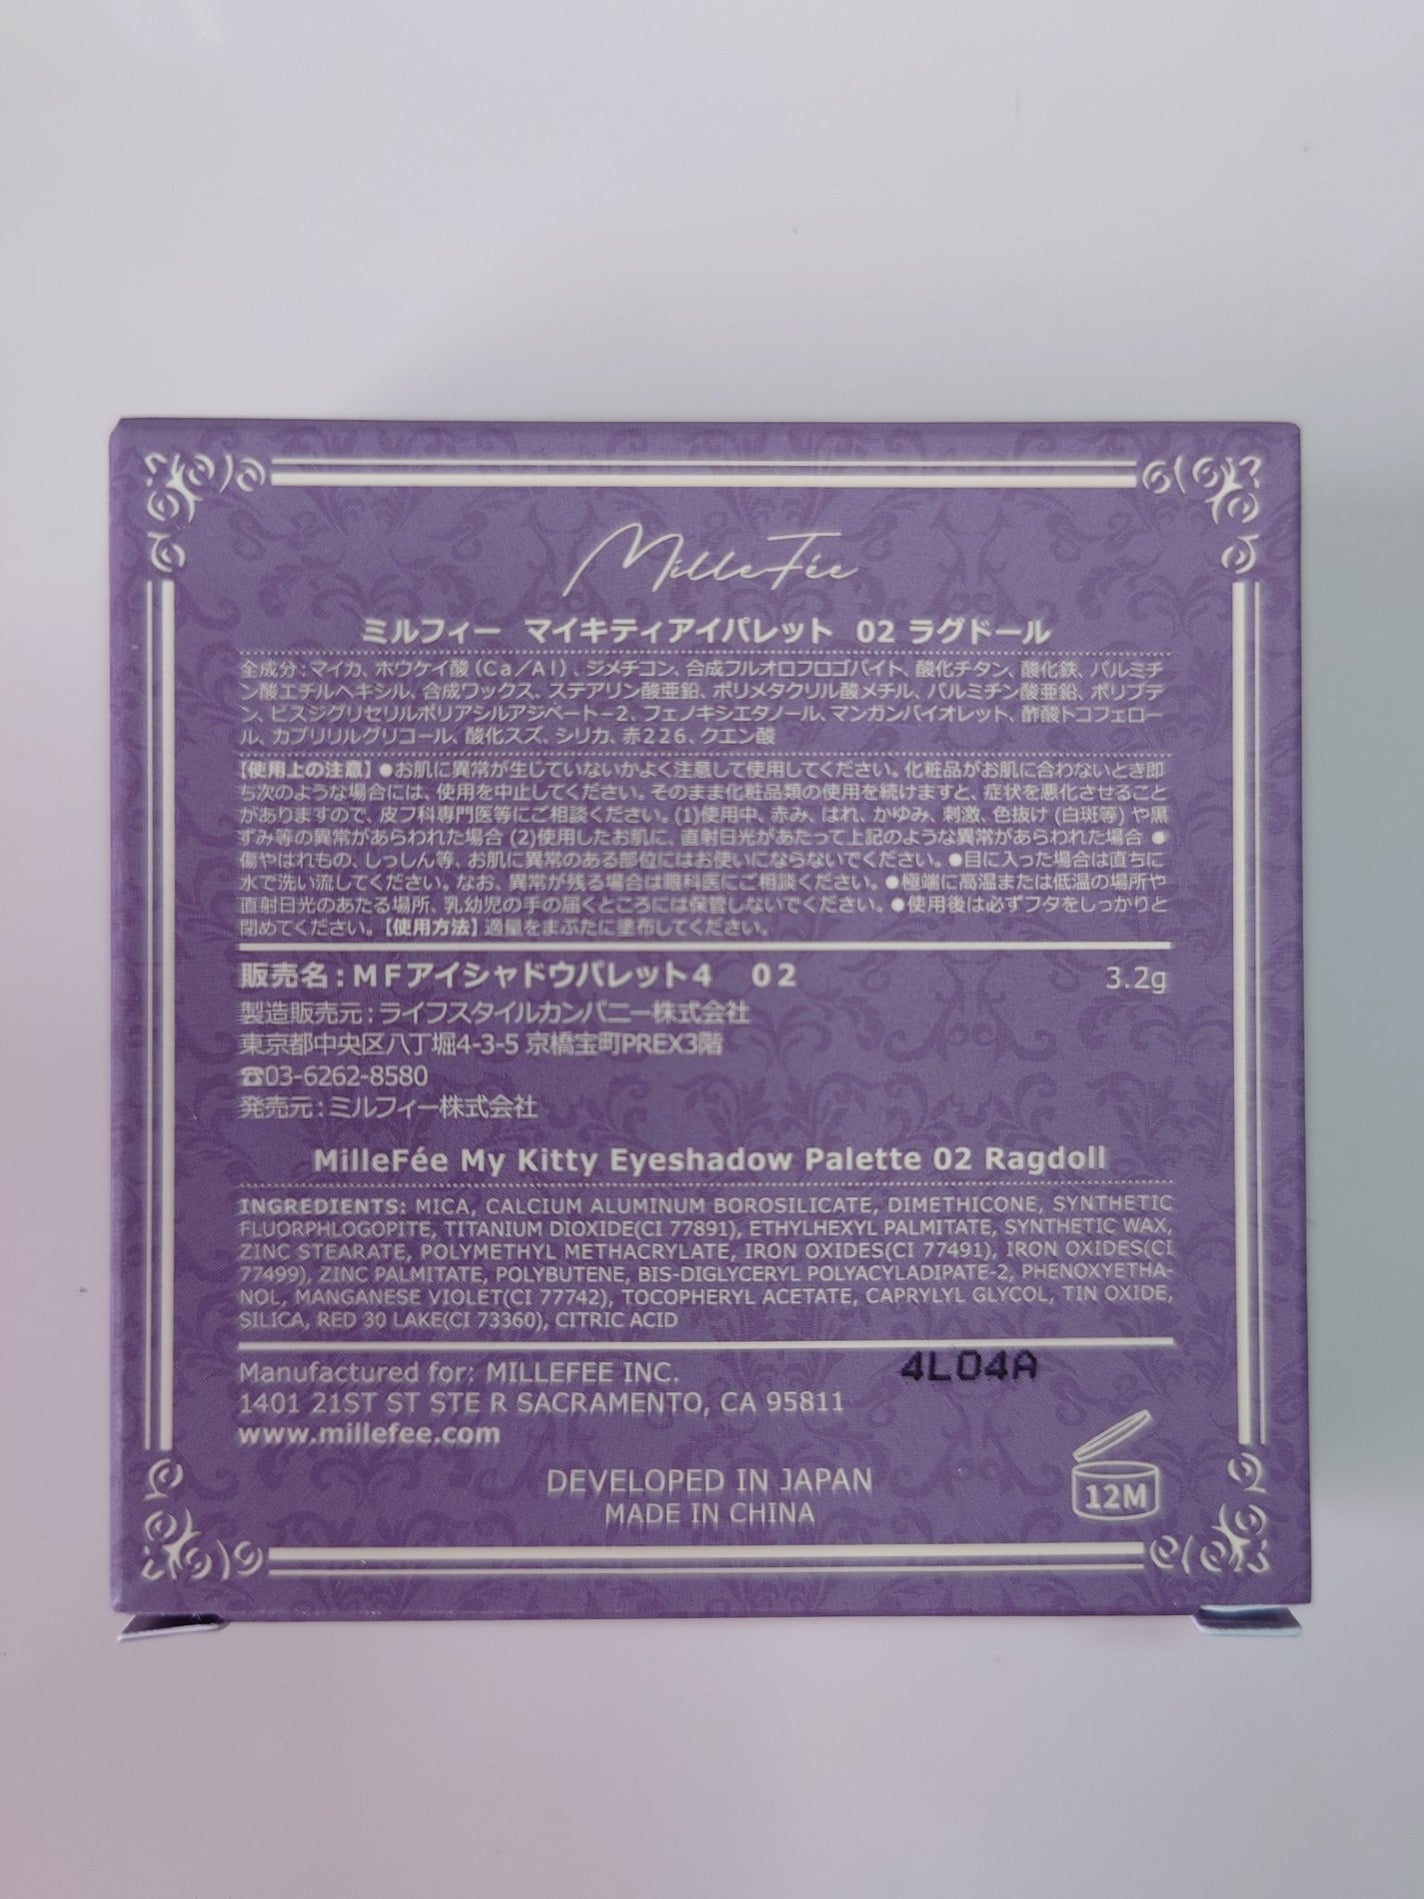 MilleFée
ミルフィー マイキティアイパレット 02 ラグドール
全成分:マイカ、ホウケイ酸(Ca/Al)、ジメチコン、合成フルオロフロゴパイト、酸化チタン、酸化鉄、パルミチ
ン酸エチルヘキシル、合成ワックス、ステアリン酸亜鉛、ポリメタクリル酸メチル、パルミチン酸亜鉛、ポリブテ
ン、ビスジグリセリルポリアシルアジペート-2、フェノキシエタノール、マンガンバイオレット、酢酸トコフェロー
ル、カプリリルグリコール、酸化スズ、シリカ、赤226、クエン酸
【使用上の注意】●お肌に異常が生じていないかよく注意して使用してください。化粧品がお肌に合わないとき即
ち次のような場合には、使用を中止してください。そのまま化粧品類の使用を続けますと、症状を悪化させること
がありますので、皮フ科専門医等にご相談ください。(1)使用中、赤み、はれ、かゆみ、刺激、色抜け(白斑等)や黒
ずみ等の異常があらわれた場合 (2)使用したお肌に、直射日光があたって上記のような異常があらわれた場合 ●
傷やはれもの、しっしん等、お肌に異常のある部位にはお使いにならないでください。●目に入った場合は直ちに
水で洗い流してください。なお、異常が残る場合は眼科医にご相談ください。●極端に高温または低温の場所や
直射日光のあたる場所、乳幼児の手の届くところには保管しないでください。●使用後は必ずフタをしっかりと
閉めてください。【使用方法】適量をまぶたに塗布してください。
販売名:MFアイシャドウパレット4 02 3.2g
製造販売元:ライフスタイルカンパニー株式会社
東京都中央区八丁堀4-3-5 京橋宝町PREX3階
☎03-6262-8580
発売元:ミルフィー株式会社
MilleFée My Kitty Eyeshadow Palette 02 Ragdoll
INGREDIENTS: MICA, CALCIUM ALUMINUM BOROSILICATE, DIMETHICONE, SYNTHETIC
FLUORPHLOGOPITE, TITANIUM DIOXIDE(CI 77891), ETHYLHEXYL PALMITATE, SYNTHETIC WAX,
ZINC STEARATE, POLYMETHYL METHACRYLATE, IRON OXIDES(CI 77491), IRON OXIDES(CI
77499), ZINC PALMITATE, POLYBUTENE, BIS-DIGLYCERYL POLYACYLADIPATE-2, PHENOXYETHA-
NOL, MANGANESE VIOLET(CI 77742), TOCOPHERYL ACETATE, CAPRYLYL GLYCOL, TIN OXIDE,
SILICA, RED 30 LAKE(CI 73360), CITRIC ACID
Manufactured for: MILLEFEE INC.
4L04A
1401 21ST ST STE R SACRAMENTO, CA 95811
www.millefee.com
DEVELOPED IN JAPAN
MADE IN CHINA
12M